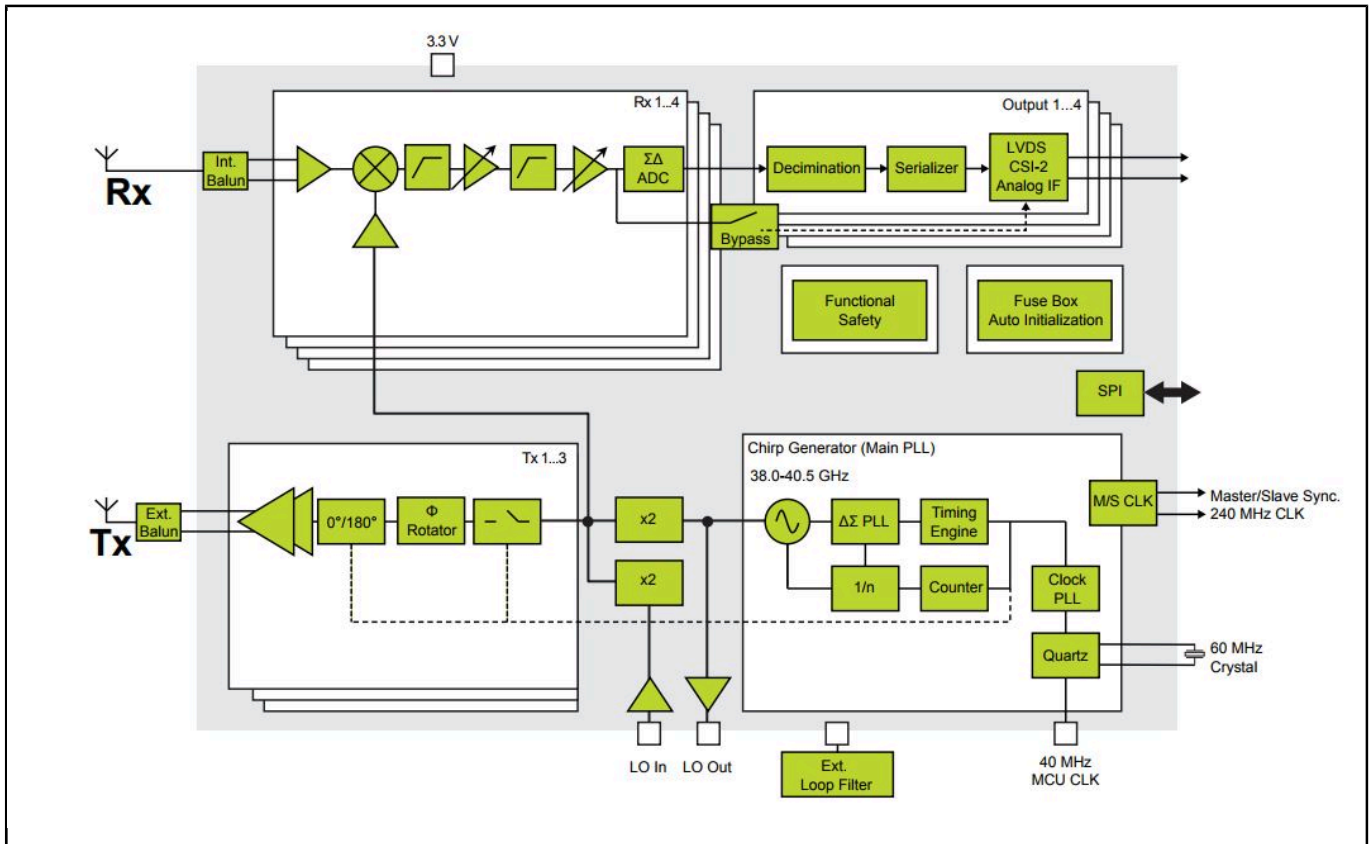 3.3 V
Rx 1...4
Output 1...4
Int.
Balun
Rx
ΣΔ
ADC
Decimination
Serializer
LVDS
CSI-2
Analog IF
Bypass
Functional
Safety
Fuse Box
Auto Initialization
SPI
Tx 1...3
Chirp Generator (Main PLL)
38.0-40.5 GHz
Ext.
Balun
Tx
0°/180°
Φ
Rotator
x2
x2
ΔΣ PLL
Timing
Engine
1/n
Counter
M/S CLK
Master/Slave Sync.
240 MHz CLK
Clock
PLL
Quartz
60 MHz
Crystal
LO In
LO Out
Ext.
Loop Filter
40 MHz
MCU CLK